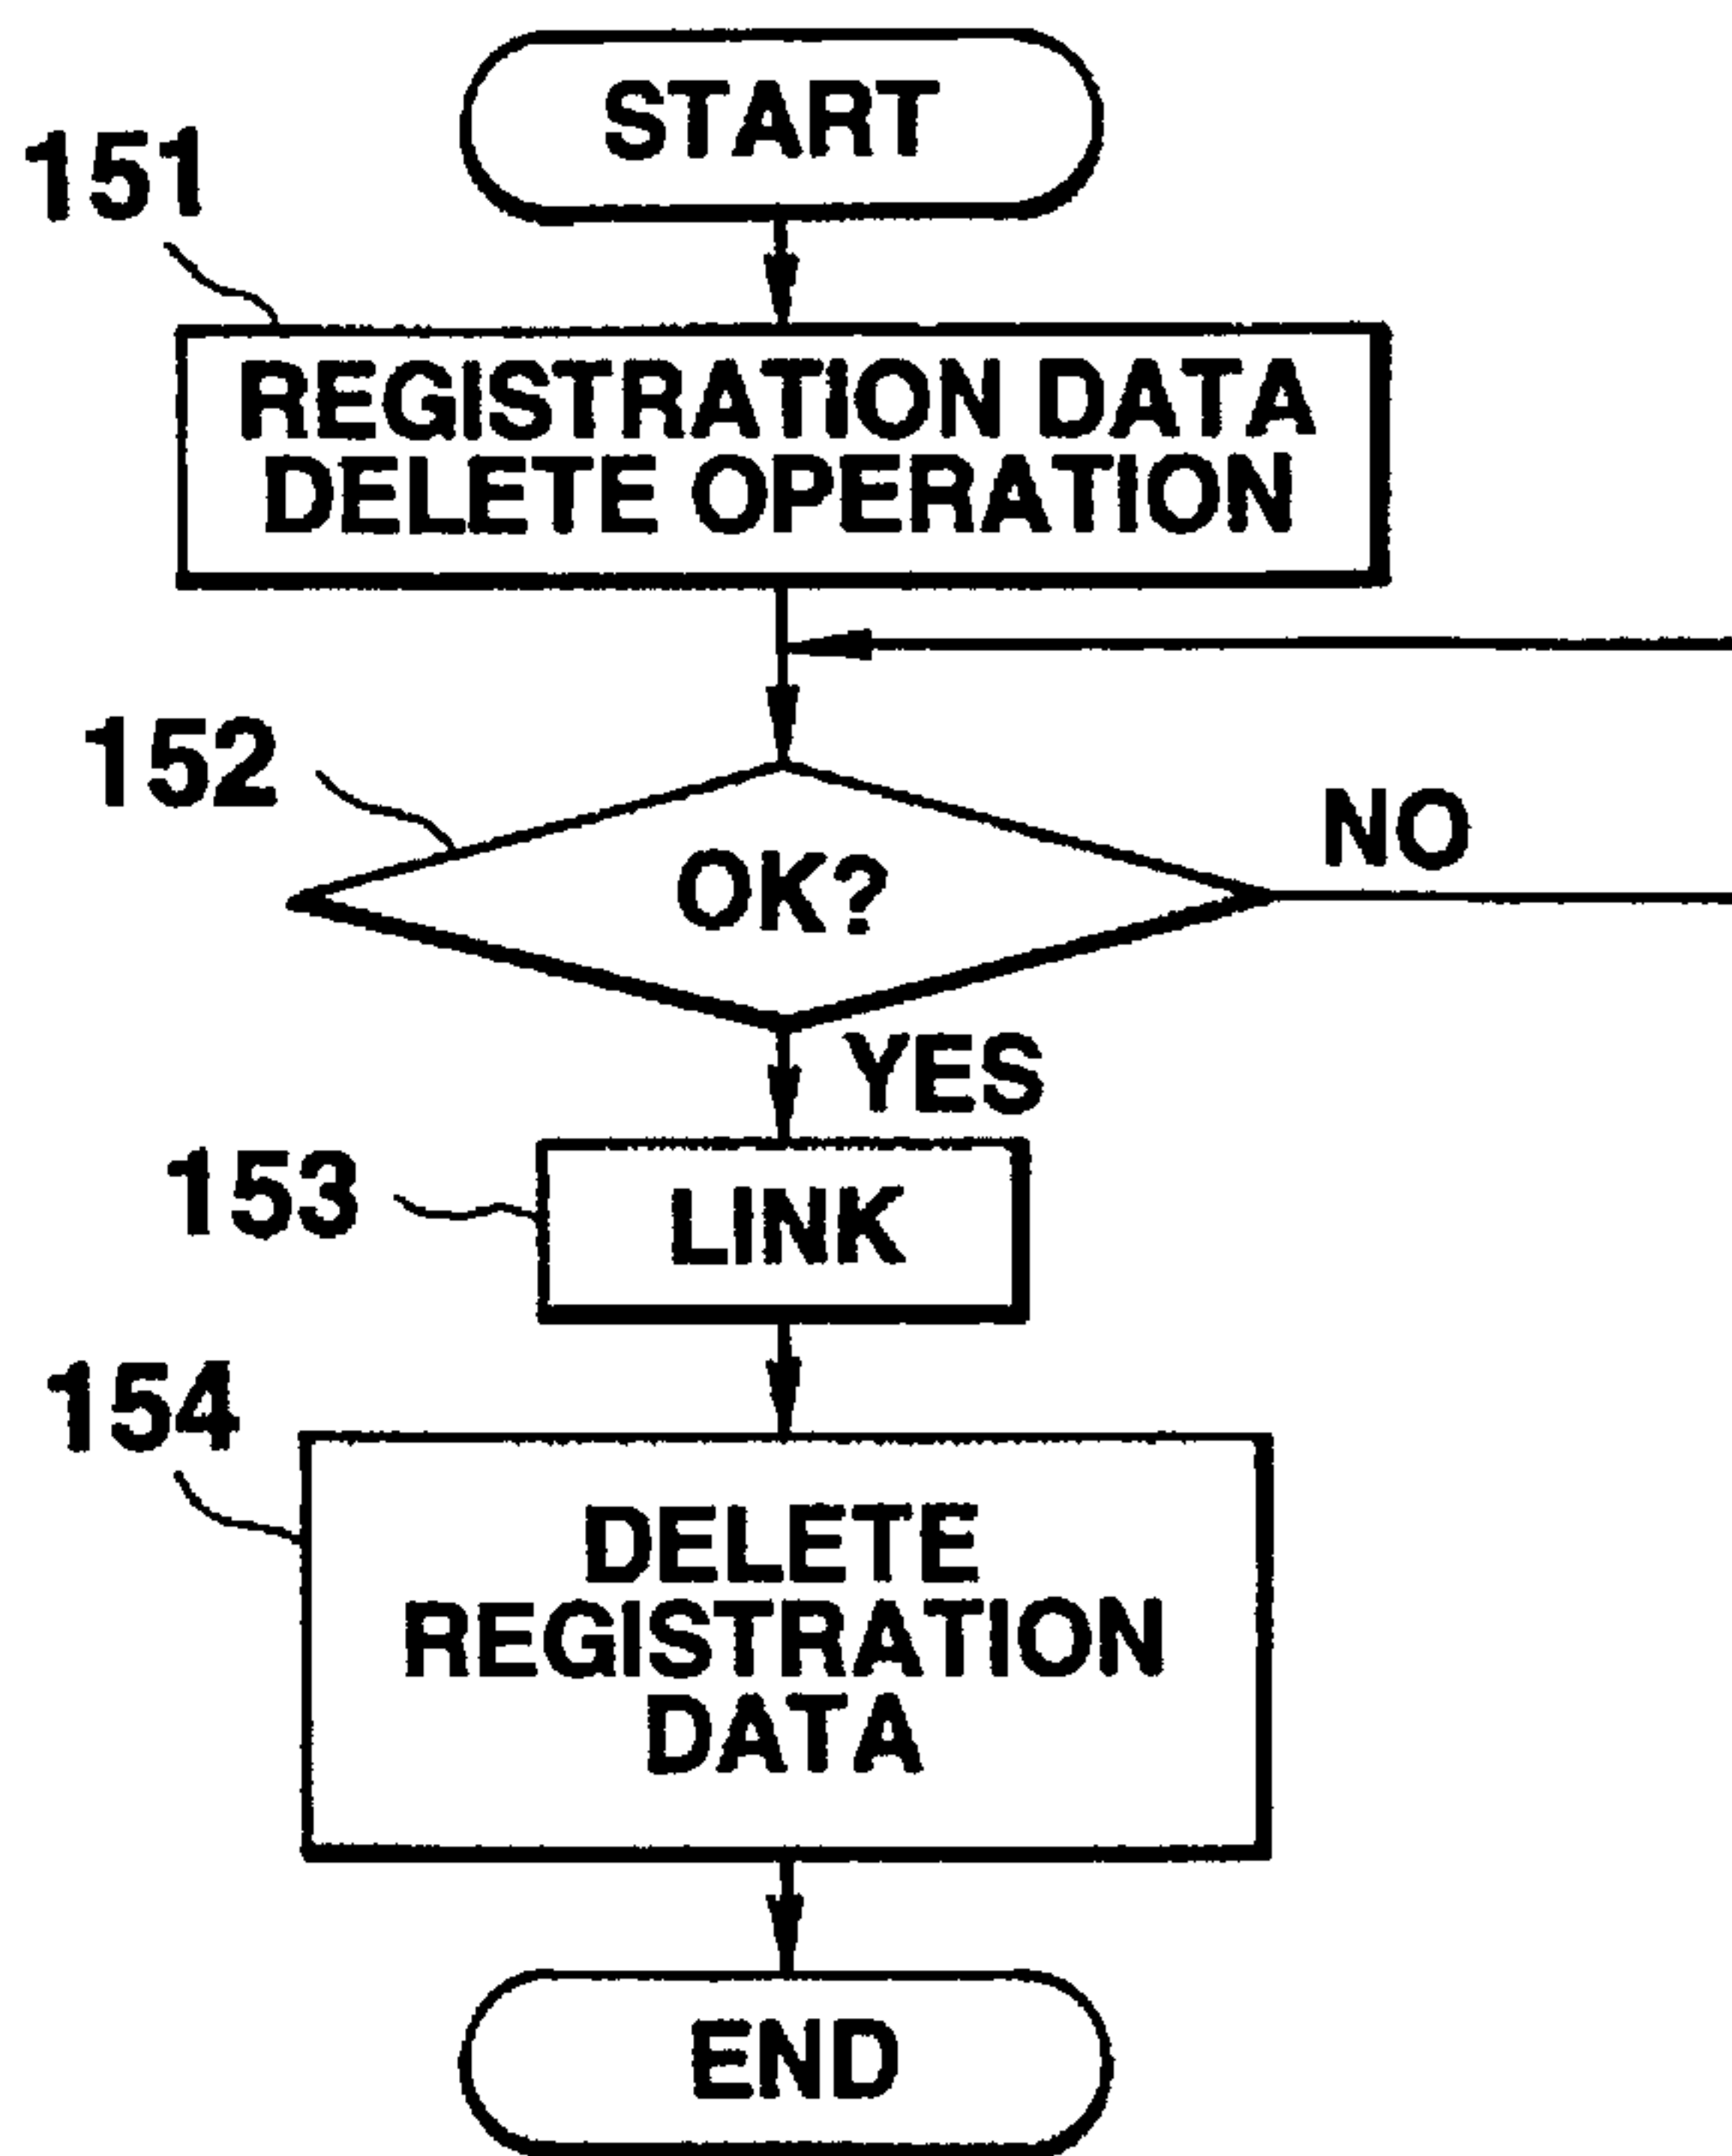 START
151
REGISTRATION DATA
DELETE OPERATION
152
OK?
NO
YES
153
LINK
154
DELETE
REGISTRATION
DATA
END